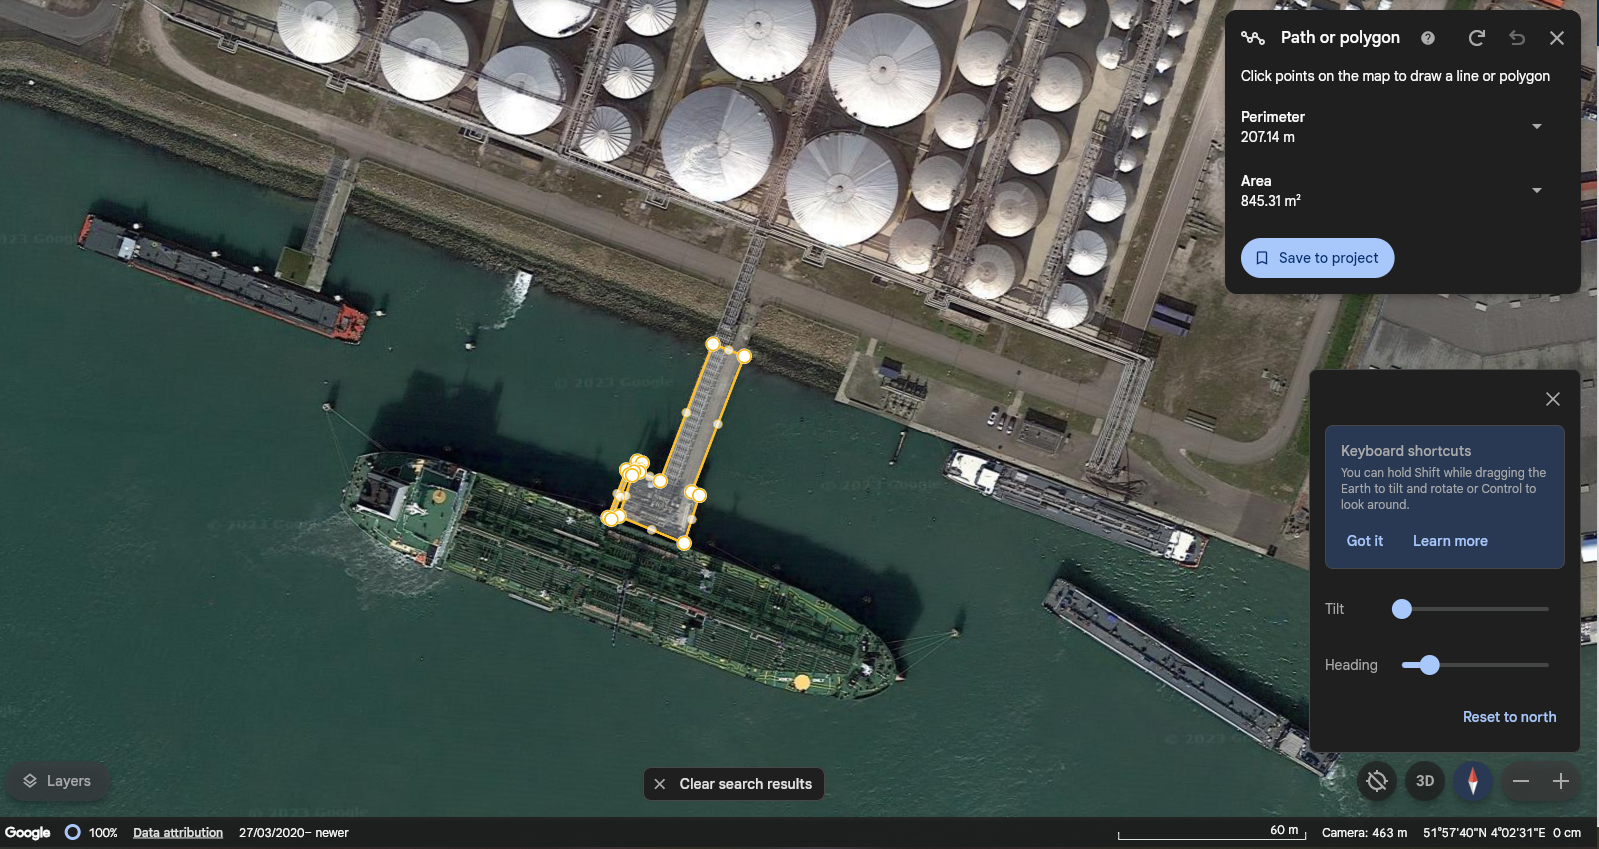 Path or polygon
Click points on the map to draw a line or polygon
Perimeter
207.14 m
Area
845.31 m²
Save to project
© 2023 Google
Keyboard shortcuts
You can hold Shift while dragging the
Earth to tilt and rotate or Control to
look around.
Got it
Learn more
Tilt
Heading
Reset to north
Layers
Clear search results
3D
Google
100%
Data attribution
27/03/2020– newer
60 m
Camera: 463 m
51°57'40"N 4°02'31"E
0 cm